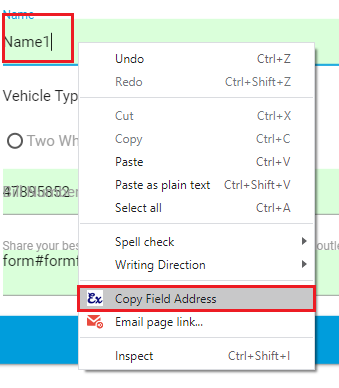 Name
Name1
Undo Ctrl+Z
Redo Ctrl+Shift+Z
Vehicle Typ
Cut Ctrl+X
Two Wh
Copy Ctrl+C
Paste Ctrl+V
Paste as plain text Ctrl+Shift+V
47895852
Select all Ctrl+A
Spell check
Share your bes
outle
Writing Direction
form#formf
Ex Copy Field Address
Email page link...
Inspect Ctrl+Shift+I